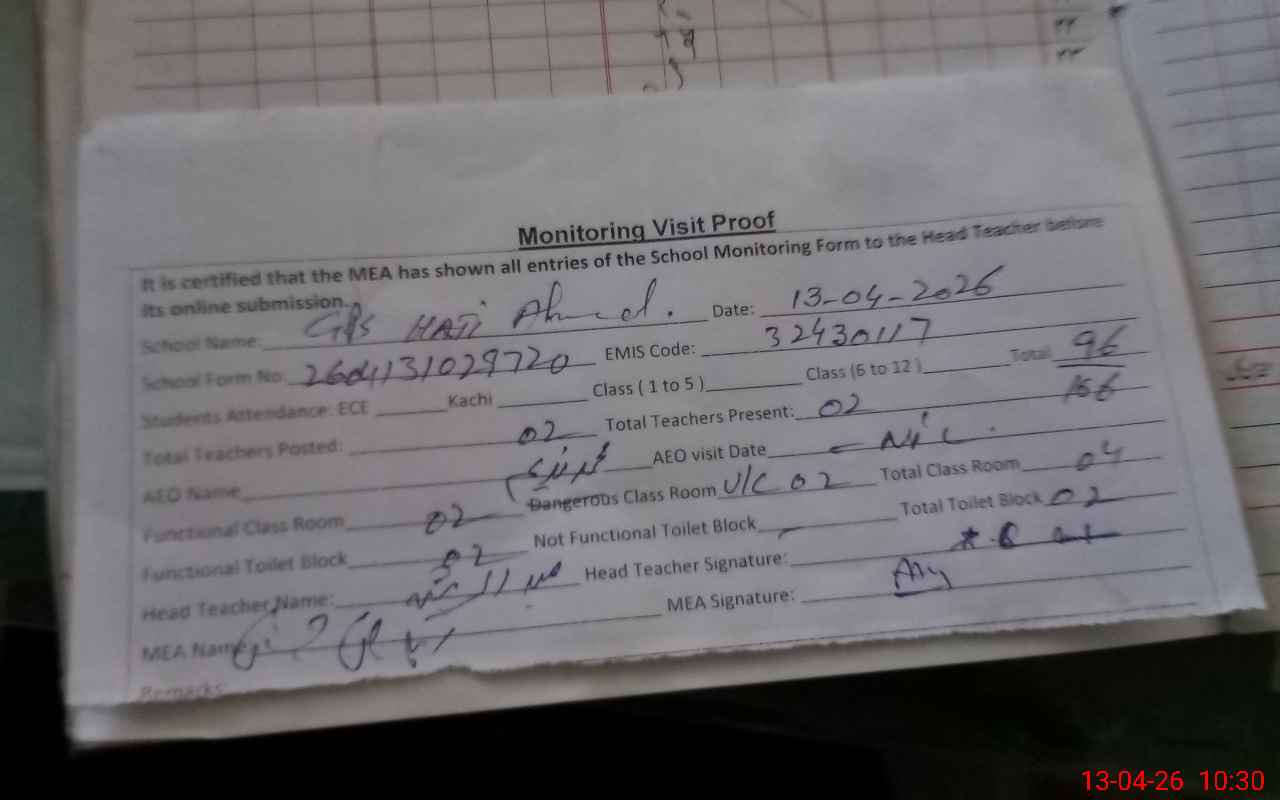 Monitoring Visit Proof
It is certified that the MEA has shown all entries of the School Monitoring Form to the Head Teacher before
its online submission.
School Name: GPS HAJI Ahmed. Date: 13-04-2026
School Form No: 2604131029720 EMIS Code: 32430117
Students Attendance: ECE Kachi Class ( 1 to 5 ) Class (6 to 12 ) Total 96
166
Total Teachers Posted: 02 Total Teachers Present: 02
AEO Name AEO visit Date Nil
Functional Class Room 02 Dangerous Class Room U/C 02 Total Class Room 04
Functional Toilet Block 02 Not Functional Toilet Block - Total Toilet Block 02
Head Teacher Name: Head Teacher Signature:
MEA Name: MEA Signature:
Remarks:
13-04-26 10:30